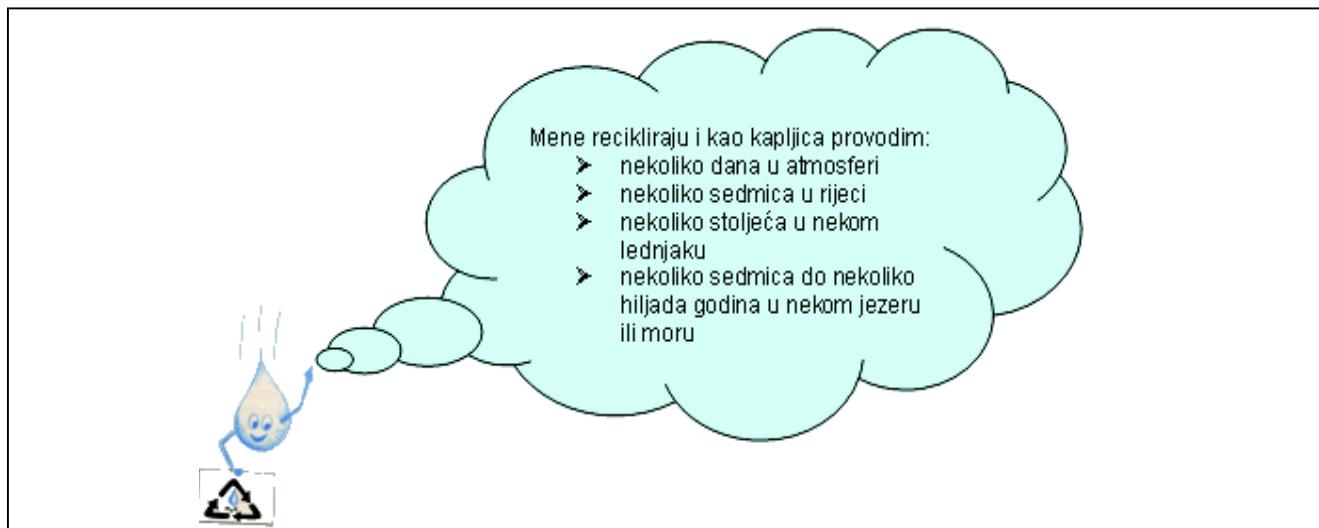 Mene recikliraju i kao kapljica provodim:
➢ nekoliko dana u atmosferi
➢ nekoliko sedmica u rijeci
➢ nekoliko stoljeća u nekom
lednjaku
➢ nekoliko sedmica do nekoliko
hiljada godina u nekom jezeru
ili moru